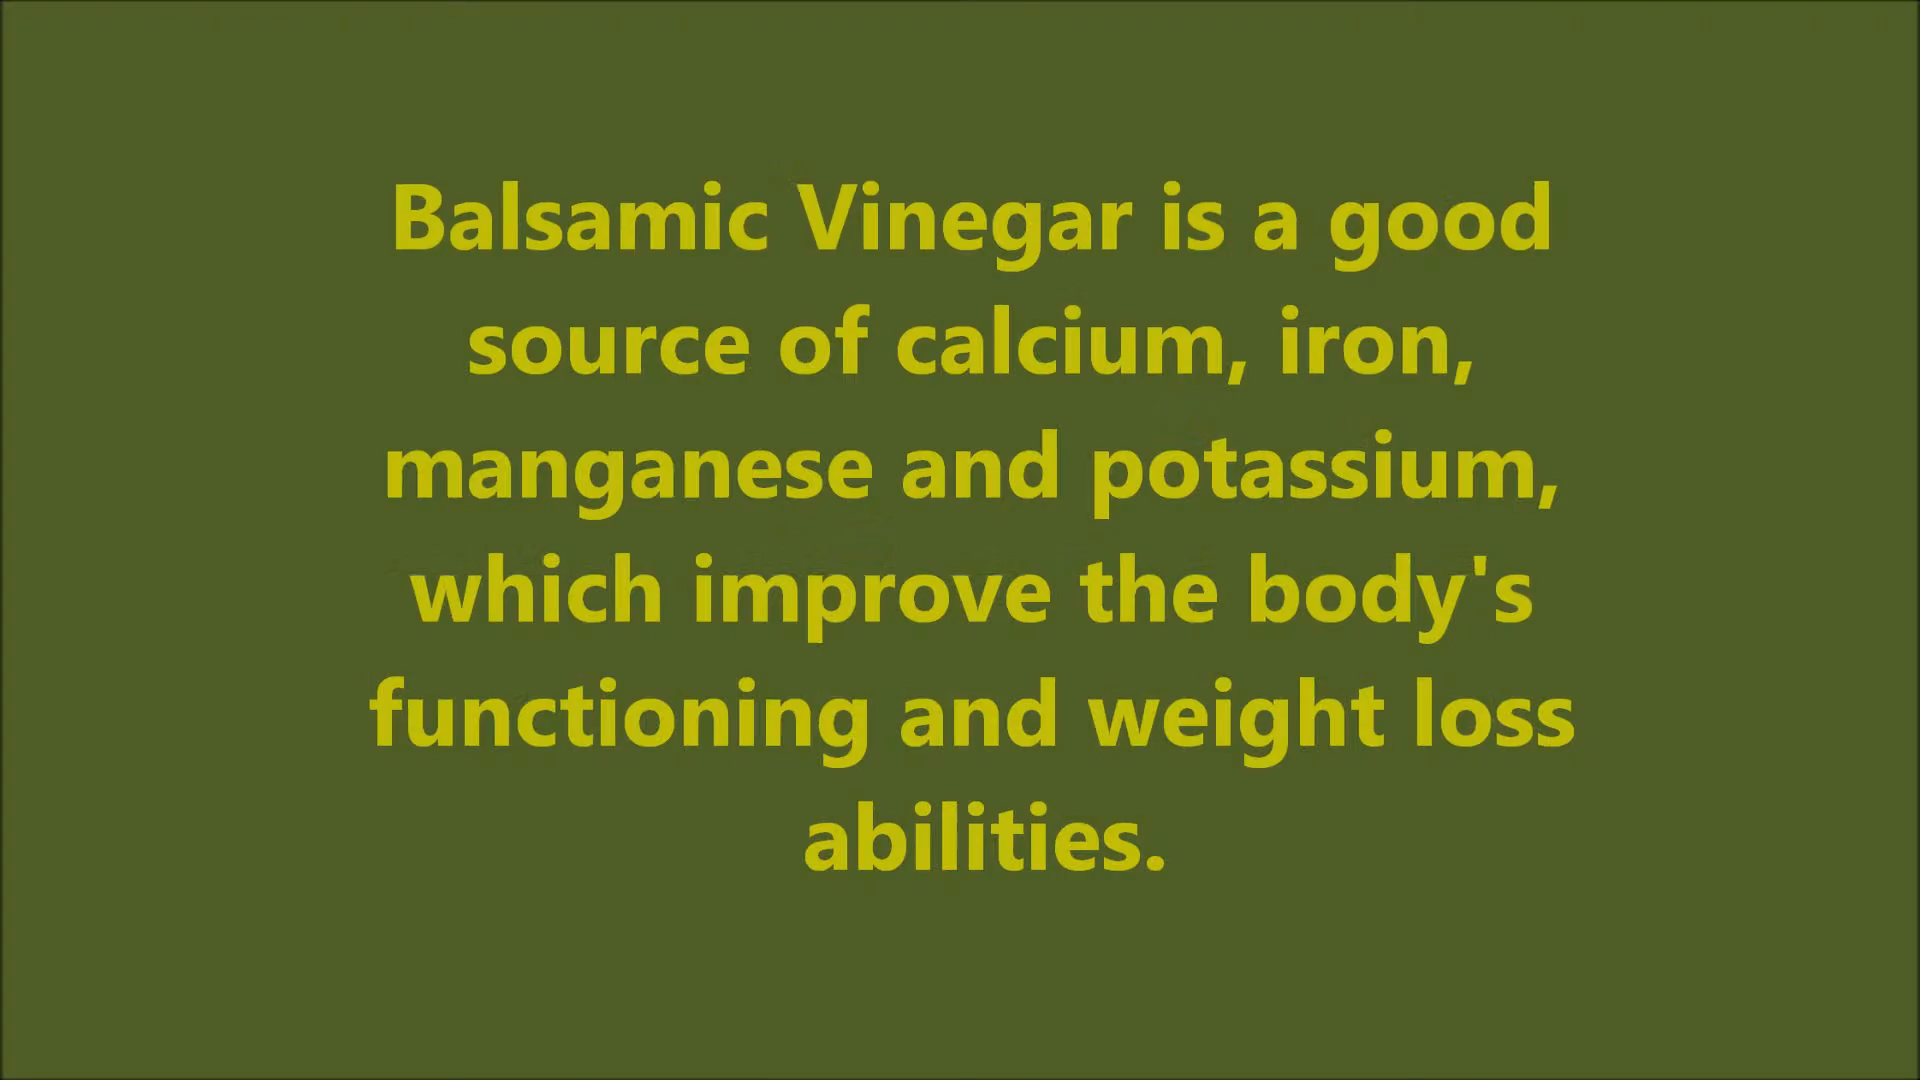 Balsamic Vinegar is a good
source of calcium, iron,
manganese and potassium,
which improve the body's
functioning and weight loss
abilities.